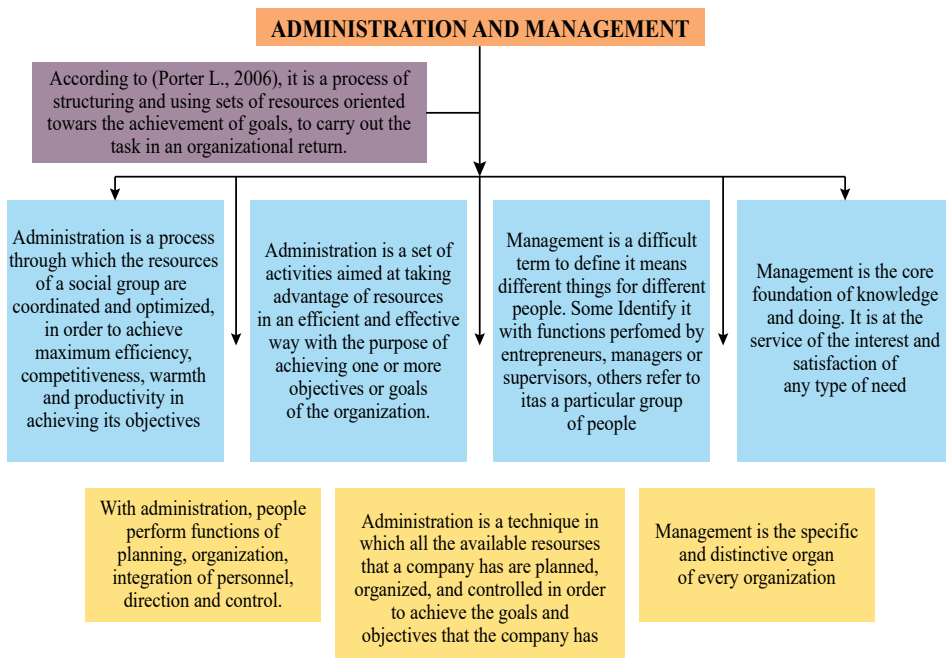 ADMINISTRATION AND MANAGEMENT
According to (Porter L., 2006), it is a process of
structuring and using sets of resources oriented
towars the achievement of goals, to carry out the
task in an organizational return.
Administration is a process
through which the resources
of a social group are
coordinated and optimized,
in order to achieve
maximum efficiency,
competitiveness, warmth
and productivity in
achieving its objectives
Administration is a set of
activities aimed at taking
advantage of resources
in an efficient and effective
way with the purpose of
achieving one or more
objectives or goals
of the organization.
Management is a difficult
term to define it means
different things for different
people. Some Identify it
with functions perfomed by
entrepreneurs, managers or
supervisors, others refer to
itas a particular group
of people
Management is the core
foundation of knowledge
and doing. It is at the
service of the interest and
satisfaction of
any type of need
With administration, people
perform functions of
planning, organization,
integration of personnel,
direction and control.
Administration is a technique in
which all the available resourses
that a company has are planned,
organized, and controlled in order
to achieve the goals and
objectives that the company has
Management is the specific
and distinctive organ
of every organization